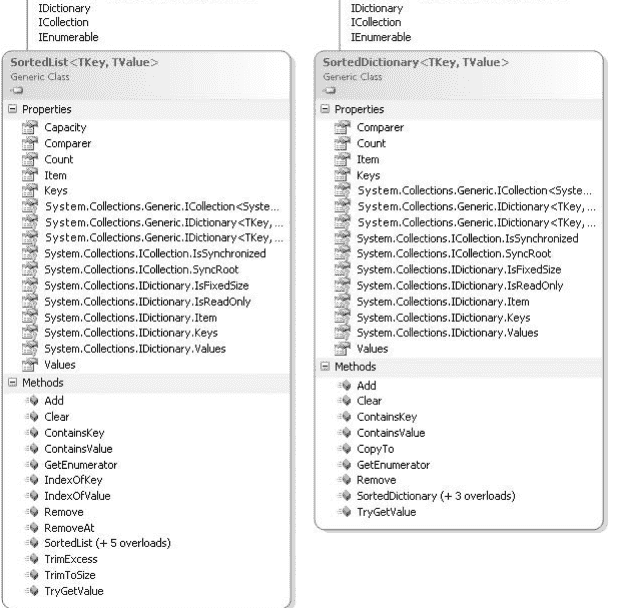 IDictionary
ICollection
IEnumerable
SortedList<TKey, TValue>
Generic Class
Properties
Capacity
Comparer
Count
Item
Keys
System.Collections.Generic.ICollection<Syste...
System.Collections.Generic.IDictionary<TKey, ...
System.Collections.Generic.IDictionary<TKey, ...
System.Collections.ICollection.IsSynchronized
System.Collections.ICollection.SyncRoot
System.Collections.IDictionary.IsFixedSize
System.Collections.IDictionary.IsReadOnly
System.Collections.IDictionary.Item
System.Collections.IDictionary.Keys
System.Collections.IDictionary.Values
Values
Methods
Add
Clear
ContainsKey
ContainsValue
GetEnumerator
IndexOfKey
IndexOfValue
Remove
RemoveAt
SortedList (+ 5 overloads)
TrimExcess
TrimToSize
TryGetValue
IDictionary
ICollection
IEnumerable
SortedDictionary<TKey, TValue>
Generic Class
Properties
Comparer
Count
Item
Keys
System.Collections.Generic.ICollection<Syste...
System.Collections.Generic.IDictionary<TKey, ...
System.Collections.Generic.IDictionary<TKey, ...
System.Collections.ICollection.IsSynchronized
System.Collections.ICollection.SyncRoot
System.Collections.IDictionary.IsFixedSize
System.Collections.IDictionary.IsReadOnly
System.Collections.IDictionary.Item
System.Collections.IDictionary.Keys
System.Collections.IDictionary.Values
Values
Methods
Add
Clear
ContainsKey
ContainsValue
CopyTo
GetEnumerator
Remove
SortedDictionary (+ 3 overloads)
TryGetValue